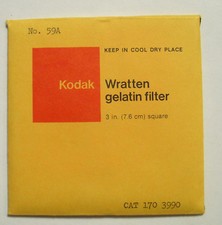 No. 59A
KEEP IN COOL DRY PLACE
Kodak
Wratten
gelatin filter
3 in. (7.6 cm) square
CAT 170 3990